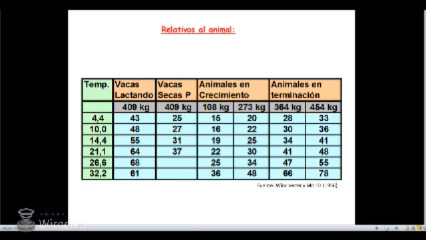 Relativos al animal:
Temp. Vacas Lactando Vacas Secas P Animales en Crecimiento Animales en terminación
409 kg 409 kg 108 kg 273 kg 364 kg 454 kg
4,4 43 25 15 20 28 33
10,0 48 27 16 22 30 36
14,4 55 31 19 25 34 41
21,1 64 37 22 30 41 48
26,6 68 25 34 47 55
32,2 61 36 48 66 78
Fuente: Winchester y